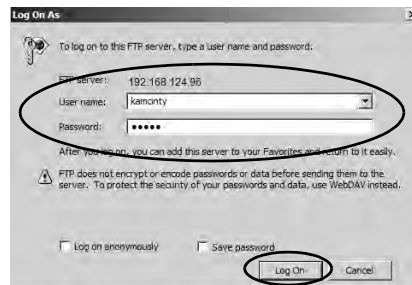 Log On As
To log on to this FTP server, type a user name and password.
FTP server: 192.168.124.96
User name: kamcinty
Password: •••••
After you log on, you can add this server to your Favorites and return to it easily.
FTP does not encrypt or encode passwords or data before sending them to the
server. To protect the security of your passwords and data, use WebDAV instead.
Log on anonymously Save password
Log On Cancel